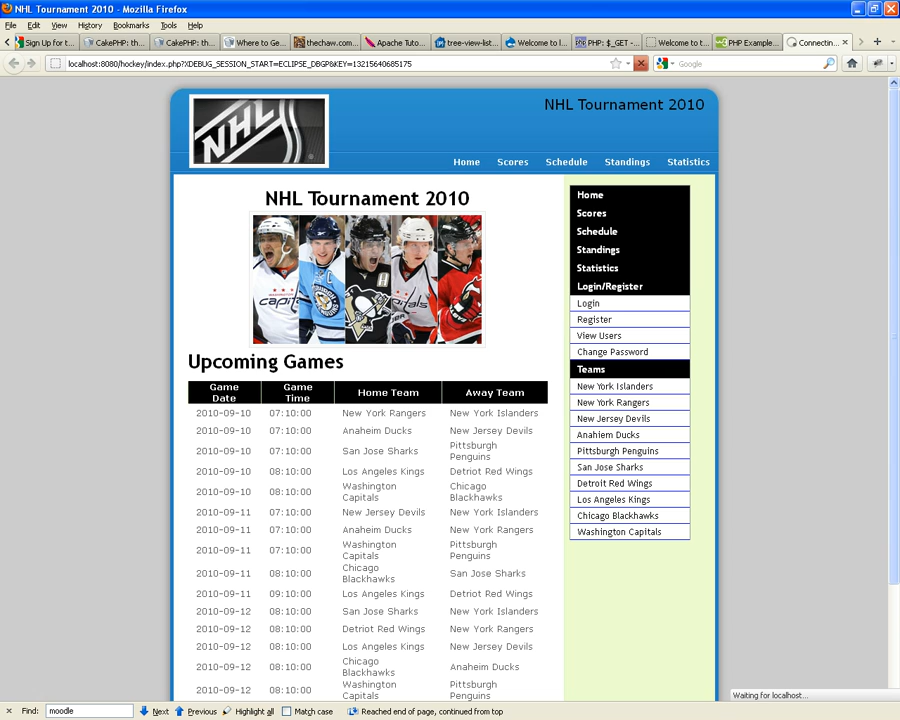 NHL Tournament 2010 - Mozilla Firefox
File Edit View History Bookmarks Tools Help
Sign Up for t... CakePHP: th... CakePHP: th... Where to Ge... thechaw.com... Apache Tuto... tree-view-list... Welcome to l... PHP: $_GET -... Welcome to t... PHP Example... Connectin...
localhost:8080/hockey/index.php?XDEBUG_SESSION_START=ECLIPSE_DBGP&KEY=13215640685175 Google
NHL
NHL Tournament 2010
Home Scores Schedule Standings Statistics
NHL Tournament 2010
Upcoming Games
Game Date Game Time Home Team Away Team
2010-09-10 07:10:00 New York Rangers New York Islanders
2010-09-10 07:10:00 Anaheim Ducks New Jersey Devils
2010-09-10 07:10:00 San Jose Sharks Pittsburgh Penguins
2010-09-10 08:10:00 Los Angeles Kings Detriot Red Wings
2010-09-10 08:10:00 Washington Capitals Chicago Blackhawks
2010-09-11 07:10:00 New Jersey Devils New York Islanders
2010-09-11 07:10:00 Anaheim Ducks New York Rangers
2010-09-11 07:10:00 Washington Capitals Pittsburgh Penguins
2010-09-11 08:10:00 Chicago Blackhawks San Jose Sharks
2010-09-11 09:10:00 Los Angeles Kings Detriot Red Wings
2010-09-12 08:10:00 San Jose Sharks New York Islanders
2010-09-12 08:10:00 Detriot Red Wings New York Rangers
2010-09-12 08:10:00 Los Angeles Kings New Jersey Devils
2010-09-12 08:10:00 Chicago Blackhawks Anaheim Ducks
2010-09-12 08:10:00 Washington Capitals Pittsburgh Penguins
Home
Scores
Schedule
Standings
Statistics
Login/Register
Login
Register
View Users
Change Password
Teams
New York Islanders
New York Rangers
New Jersey Devils
Anahiem Ducks
Pittsburgh Penguins
San Jose Sharks
Detroit Red Wings
Los Angeles Kings
Chicago Blackhawks
Washington Capitals
Waiting for localhost...
Find: moodle Next Previous Highlight all Match case Reached end of page, continued from top